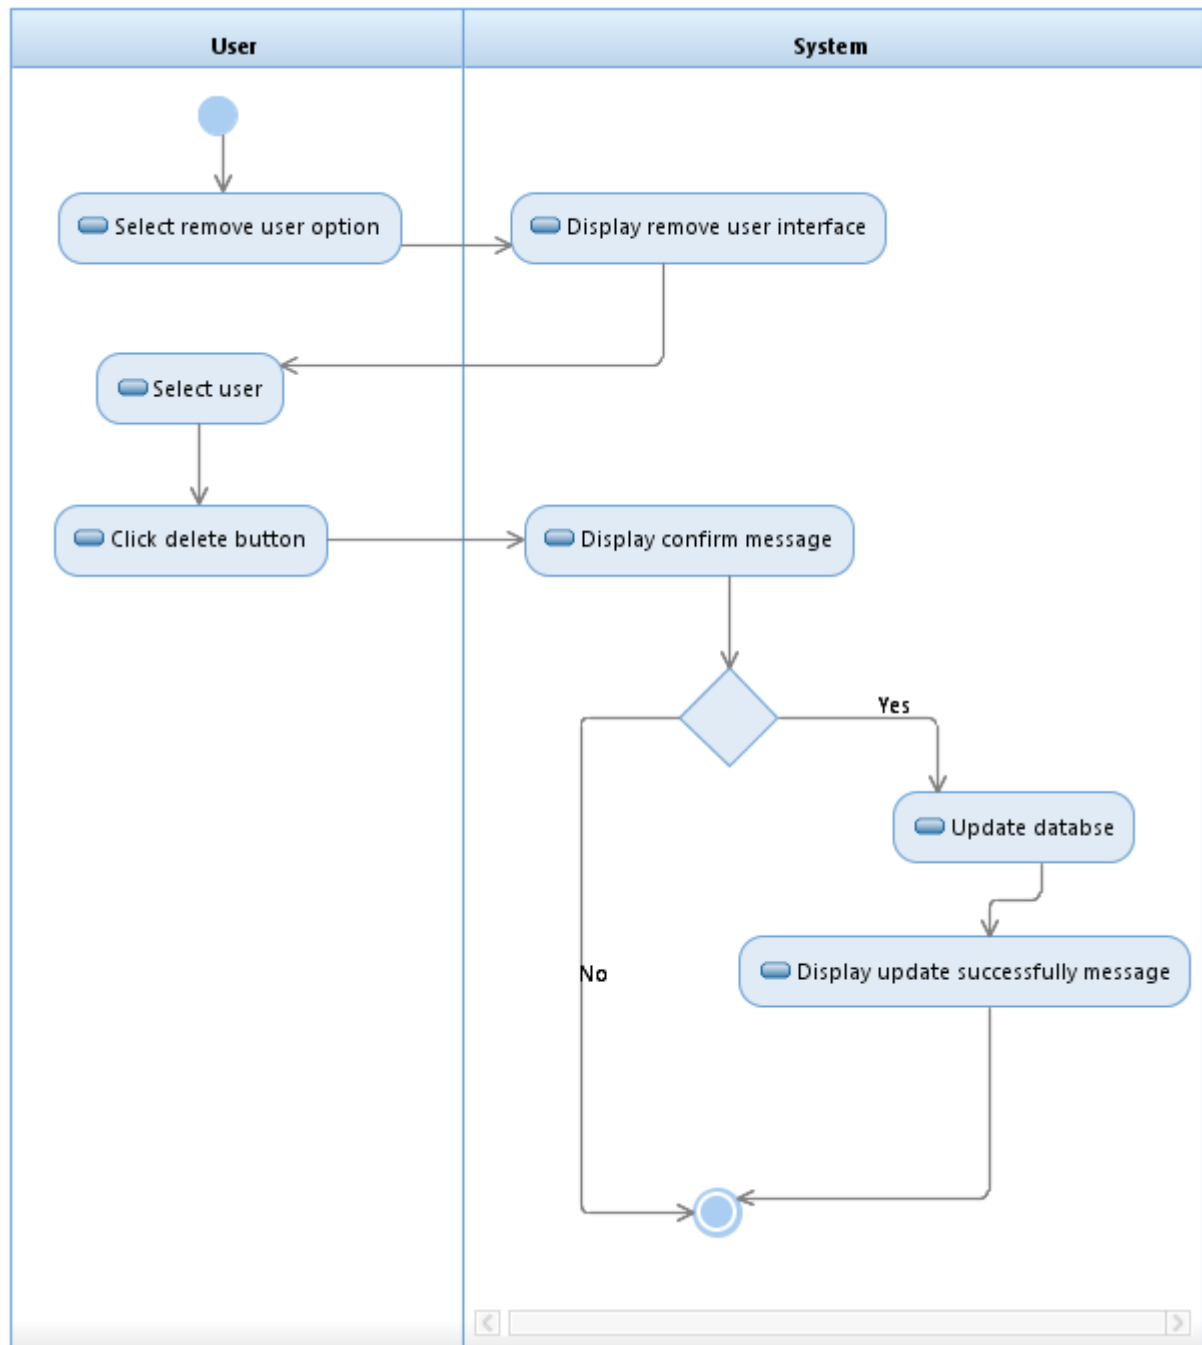 User
System
Select remove user option
Display remove user interface
Select user
Click delete button
Display confirm message
Yes
Update databse
No
Display update successfully message